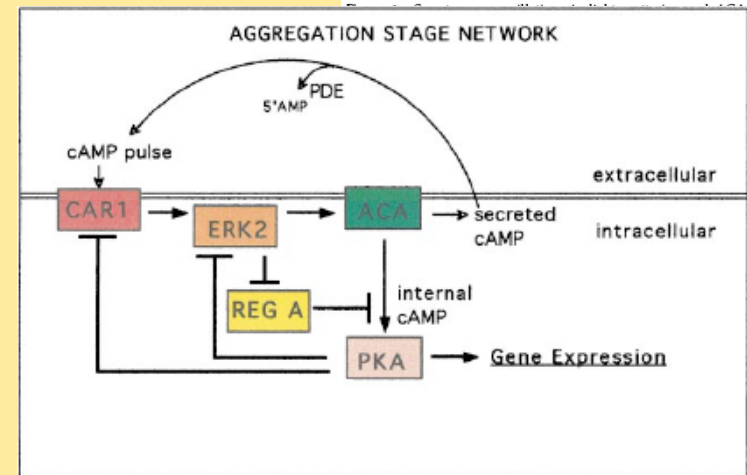 AGGREGATION STAGE NETWORK
PDE
5'AMP
cAMP pulse
extracellular
CAR1
ERK2
ACA
secreted
cAMP
intracellular
REG A
internal
cAMP
PKA
Gene Expression